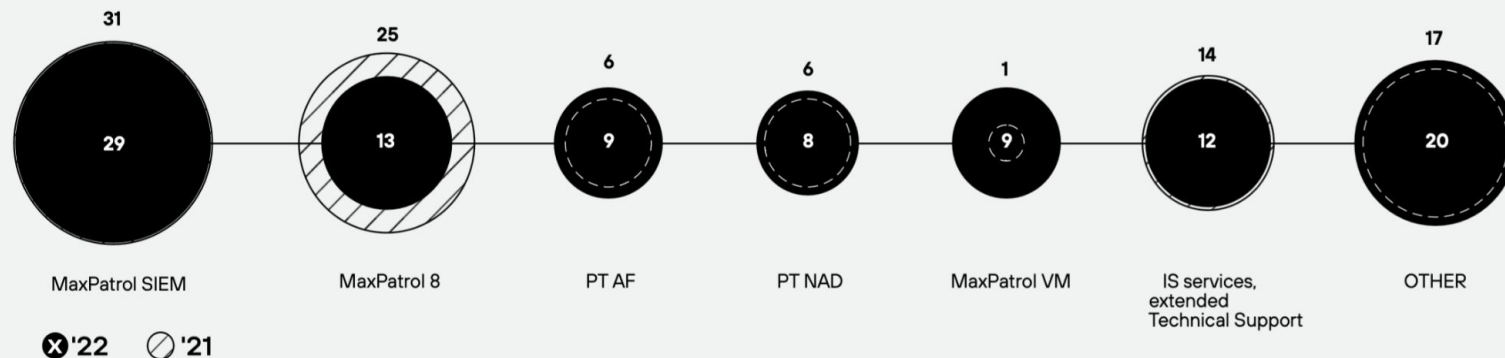 31 25 6 6 1 14 17
29 13 9 8 9 12 20
MaxPatrol SIEM MaxPatrol 8 PT AF PT NAD MaxPatrol VM IS services, OTHER
extended
Technical Support
X '22 '21